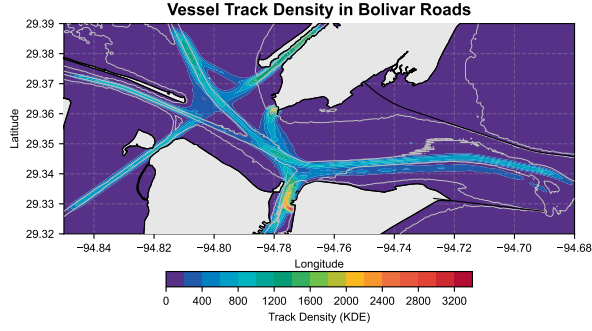 Vessel Track Density in Bolivar Roads
Latitude
29.39
29.38
29.37
29.36
29.35
29.34
29.33
29.32
−94.84 −94.82 −94.80 −94.78 −94.76 −94.74 −94.72 −94.70 −94.68
Longitude
0 400 800 1200 1600 2000 2400 2800 3200
Track Density (KDE)